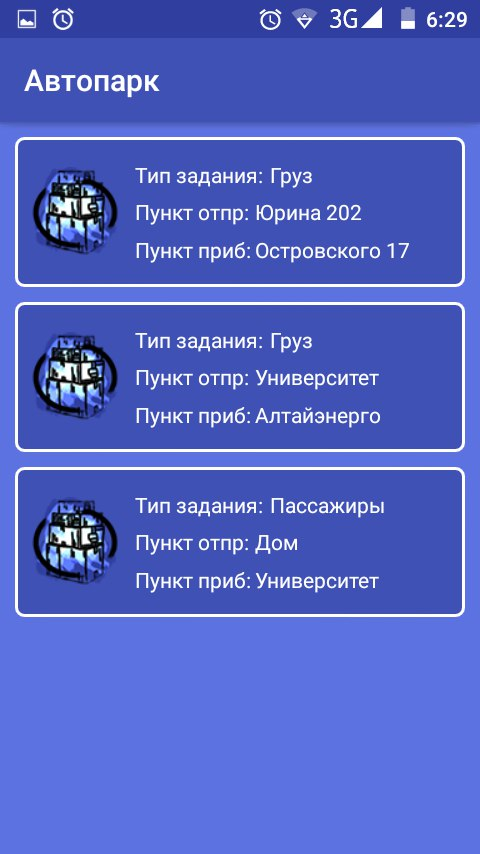 3G 6:29
Автопарк
Тип задания: Груз
Пункт отпр: Юрина 202
Пункт приб: Островского 17
Тип задания: Груз
Пункт отпр: Университет
Пункт приб: Алтайэнерго
Тип задания: Пассажиры
Пункт отпр: Дом
Пункт приб: Университет